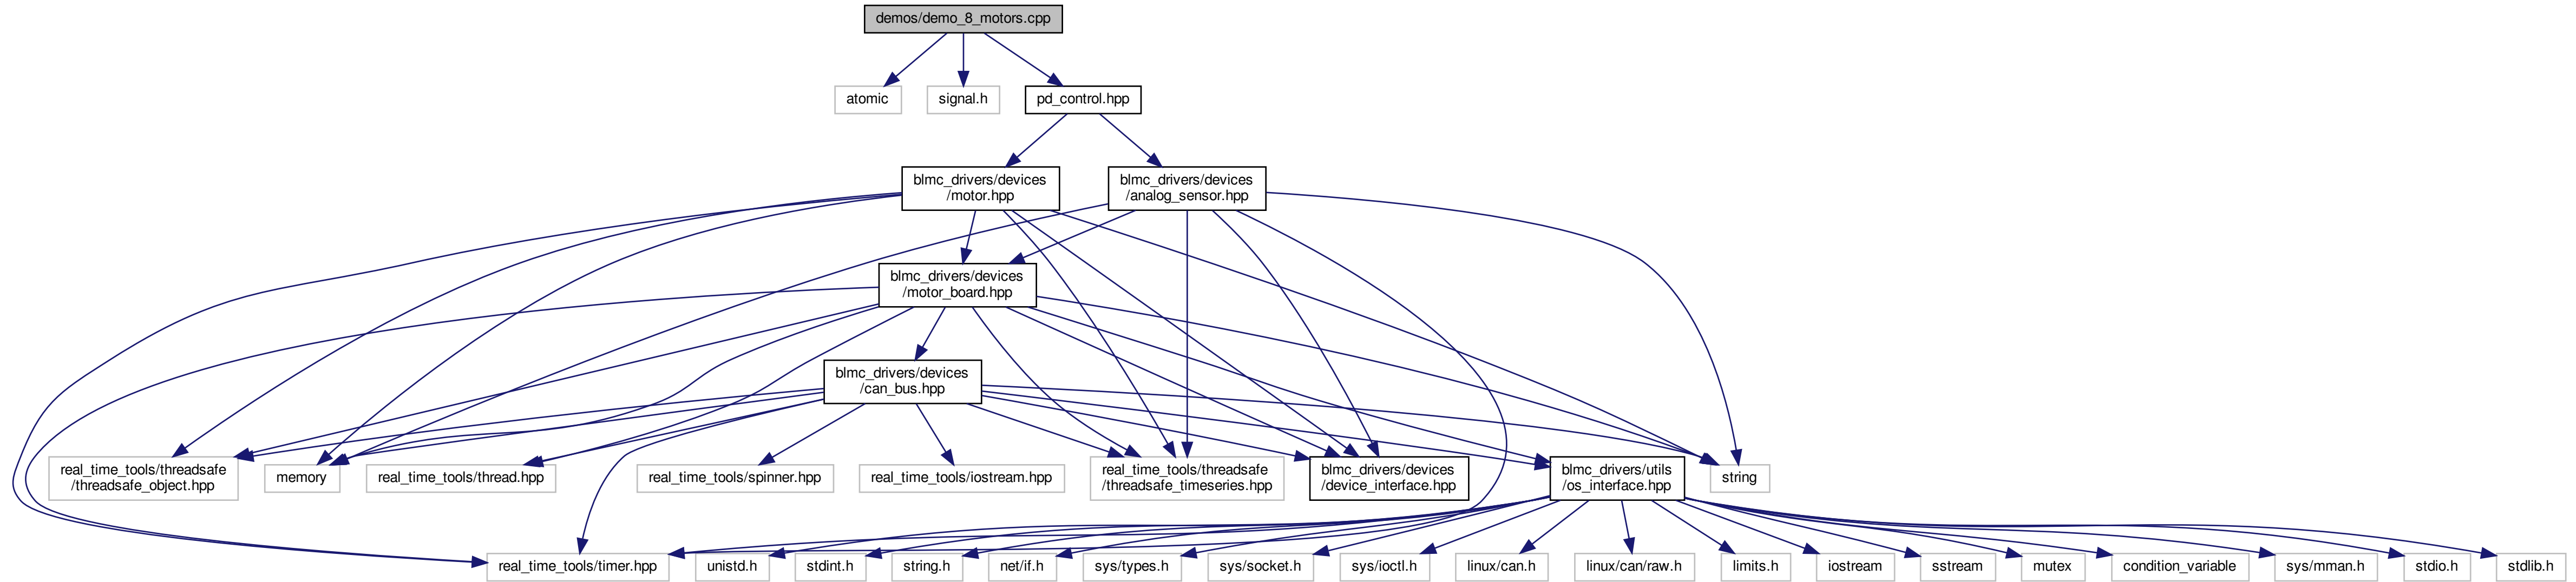 demos/demo_8_motors.cpp
atomic
signal.h
pd_control.hpp
blmc_drivers/devices
/motor.hpp
blmc_drivers/devices
/analog_sensor.hpp
blmc_drivers/devices
/motor_board.hpp
blmc_drivers/devices
/can_bus.hpp
real_time_tools/threadsafe
/threadsafe_object.hpp
memory
real_time_tools/thread.hpp
real_time_tools/spinner.hpp
real_time_tools/iostream.hpp
real_time_tools/threadsafe
/threadsafe_timeseries.hpp
blmc_drivers/devices
/device_interface.hpp
blmc_drivers/utils
/os_interface.hpp
string
real_time_tools/timer.hpp
unistd.h
stdint.h
string.h
net/if.h
sys/types.h
sys/socket.h
sys/ioctl.h
linux/can.h
linux/can/raw.h
limits.h
iostream
sstream
mutex
condition_variable
sys/mman.h
stdio.h
stdlib.h